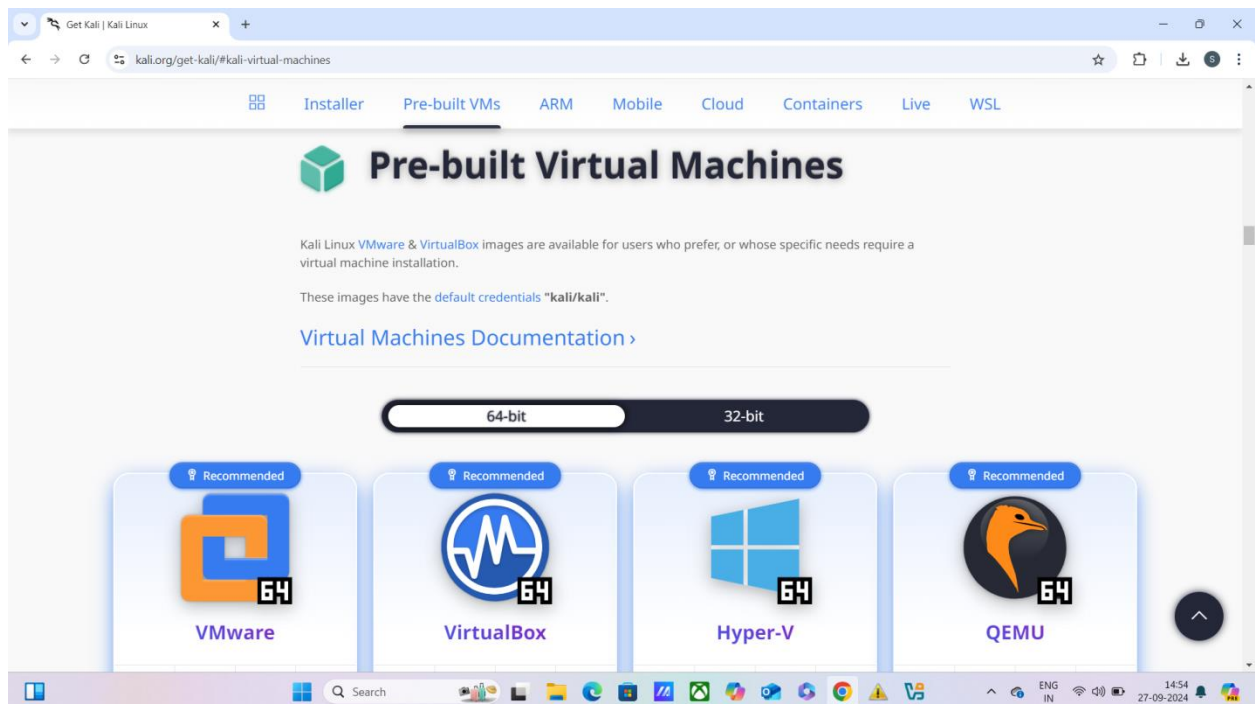 Get Kali | Kali Linux
kali.org/get-kali/#kali-virtual-machines
S
Installer Pre-built VMs ARM Mobile Cloud Containers Live WSL
Pre-built Virtual Machines
Kali Linux VMware & VirtualBox images are available for users who prefer, or whose specific needs require a
virtual machine installation.
These images have the default credentials "kali/kali".
Virtual Machines Documentation ›
64-bit 32-bit
Recommended Recommended Recommended Recommended
64 64 64 64
VMware VirtualBox Hyper-V QEMU
Search
ENG 14:54
IN 27-09-2024
PRE